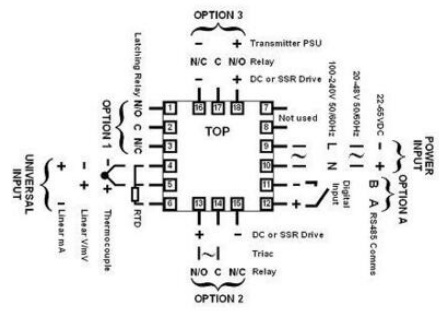 OPTION 3
− + Transmitter PSU
N/C C N/O Relay
− + DC or SSR Drive
16 17 18
TOP
1
2
3
4
5
6
7
8
9
10
11
12
13 14 15
Not used
+ − DC or SSR Drive
~ Triac
N/O C N/C Relay
OPTION 2
Latching Relay N/O C N/C
OPTION 1
RTD
Thermocouple − +
Linear V/mV + −
Linear mA + −
UNIVERSAL
INPUT
100-240V 50/60Hz L N
20-48V 50/60Hz
22-65VDC − +
POWER
INPUT
Digital
Input
− +
RS485 Comms B A
OPTION A